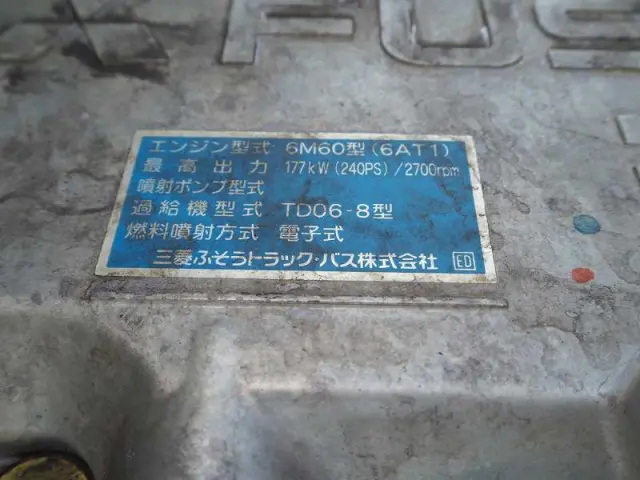 FUS
エンジン型式 6M60型(6AT1)
最高出力 177kW(240PS)/2700rpm
噴射ポンプ型式
過給機型式 TD06-8型
燃料噴射方式 電子式
三菱ふそうトラック・バス株式会社 ED